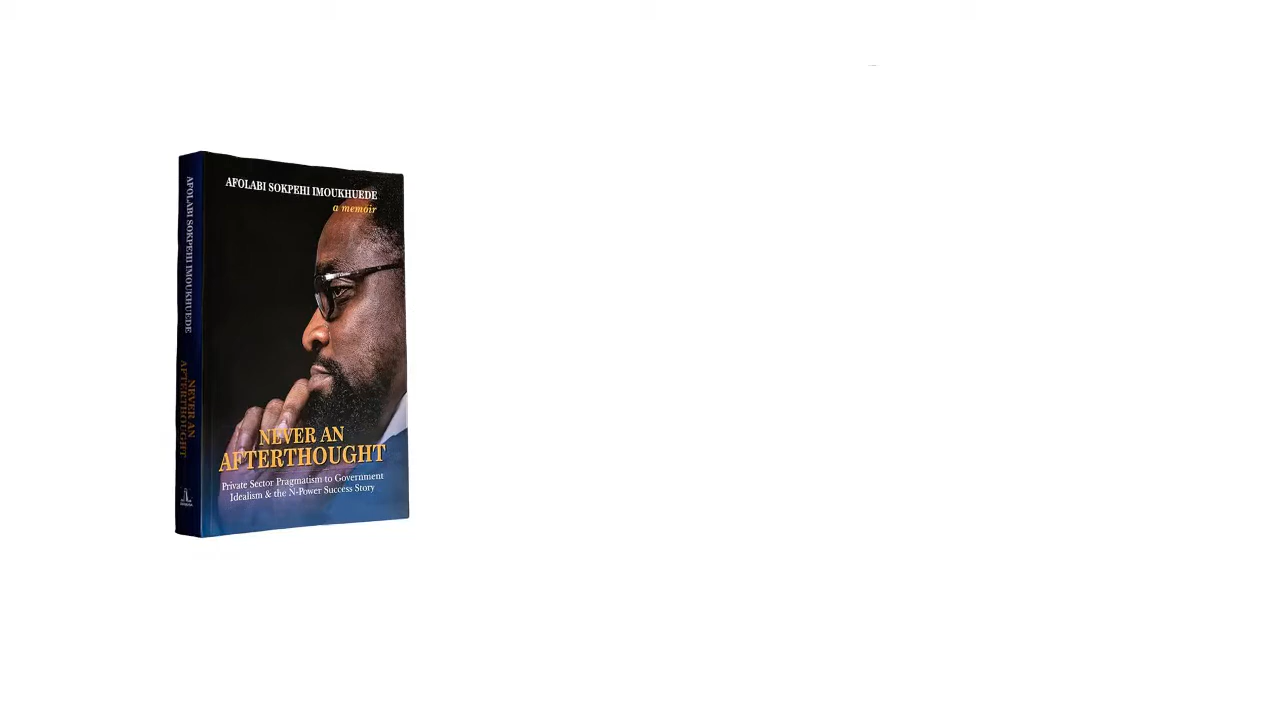 AFOLABI SOKPEHI IMOUKHUEDE
a memoir
NEVER AN
AFTERTHOUGHT
Private Sector Pragmatism to Government
Idealism & the N-Power Success Story
AFOLABI SOKPEHI IMOUKHUEDE
NEVER AN
AFTERTHOUGHT